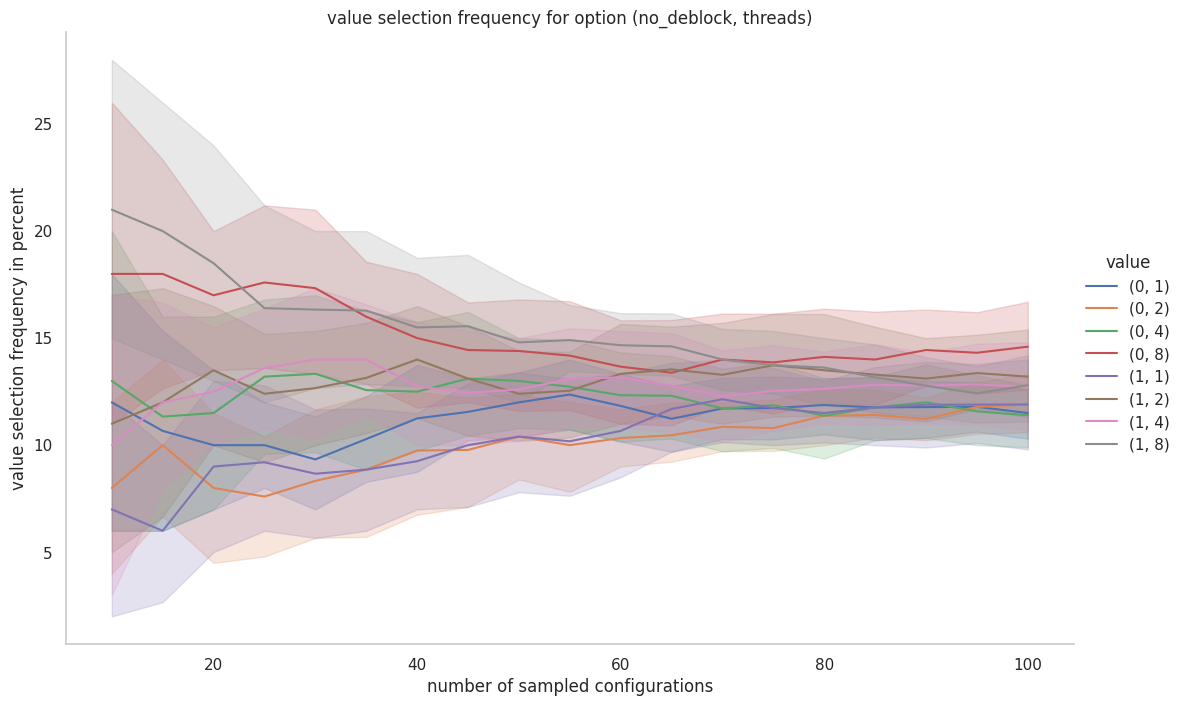 value selection frequency for option (no_deblock, threads)
value selection frequency in percent
25
20
15
10
5
20 40 60 80 100
number of sampled configurations
value
(0, 1)
(0, 2)
(0, 4)
(0, 8)
(1, 1)
(1, 2)
(1, 4)
(1, 8)